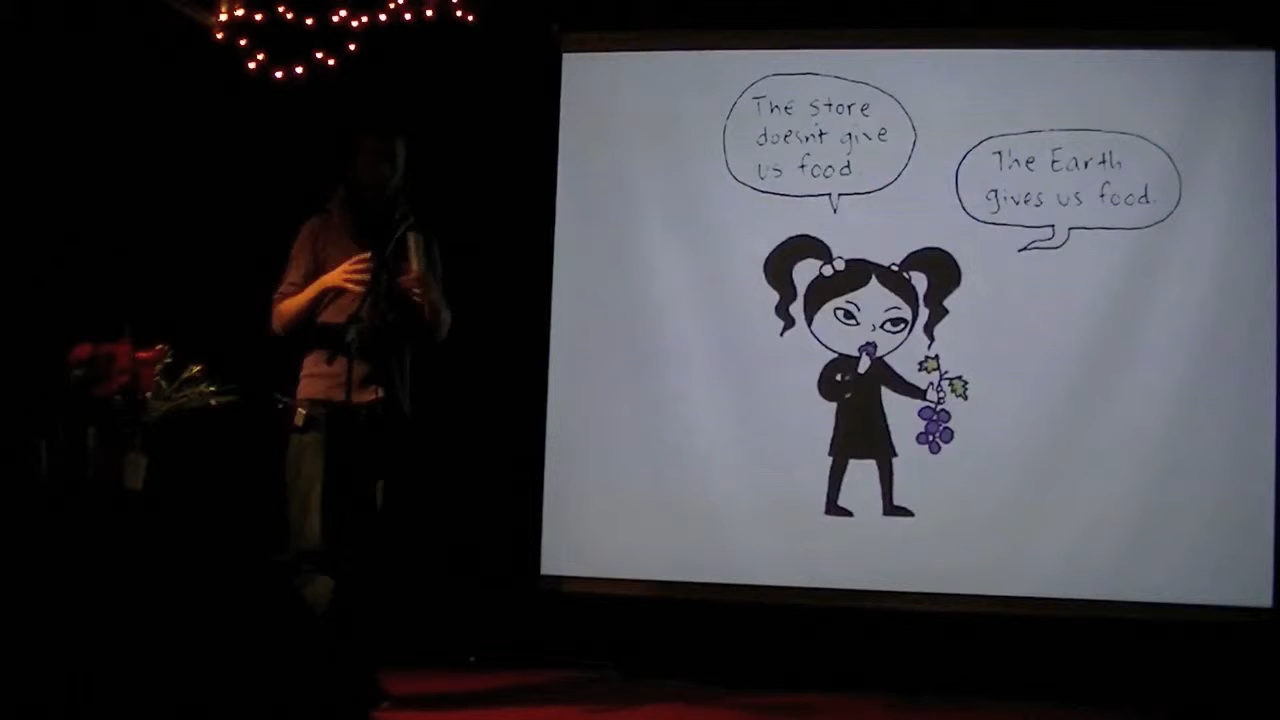 The store
doesn't give
us food.
The Earth
gives us food.